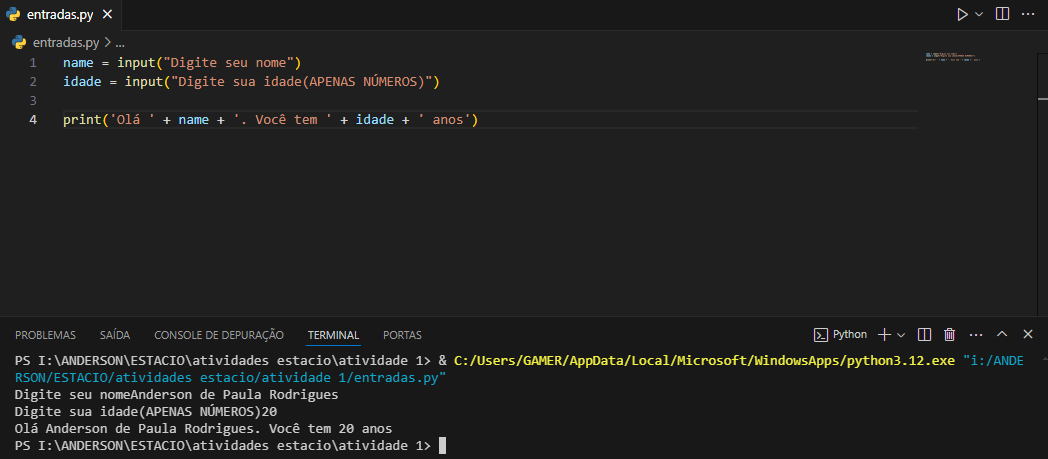 entradas.py
entradas.py > ...
1 name = input("Digite seu nome")
2 idade = input("Digite sua idade(APENAS NÚMEROS)")
3
4 print('Olá ' + name + '. Você tem ' + idade + ' anos')
PROBLEMAS SAÍDA CONSOLE DE DEPURAÇÃO TERMINAL PORTAS Python
PS I:\ANDERSON\ESTACIO\atividades estacio\atividade 1> & C:/Users/GAMER/AppData/Local/Microsoft/WindowsApps/python3.12.exe "i:/ANDE
RSON/ESTACIO/atividades estacio/atividade 1/entradas.py"
Digite seu nomeAnderson de Paula Rodrigues
Digite sua idade(APENAS NÚMEROS)20
Olá Anderson de Paula Rodrigues. Você tem 20 anos
PS I:\ANDERSON\ESTACIO\atividades estacio\atividade 1>